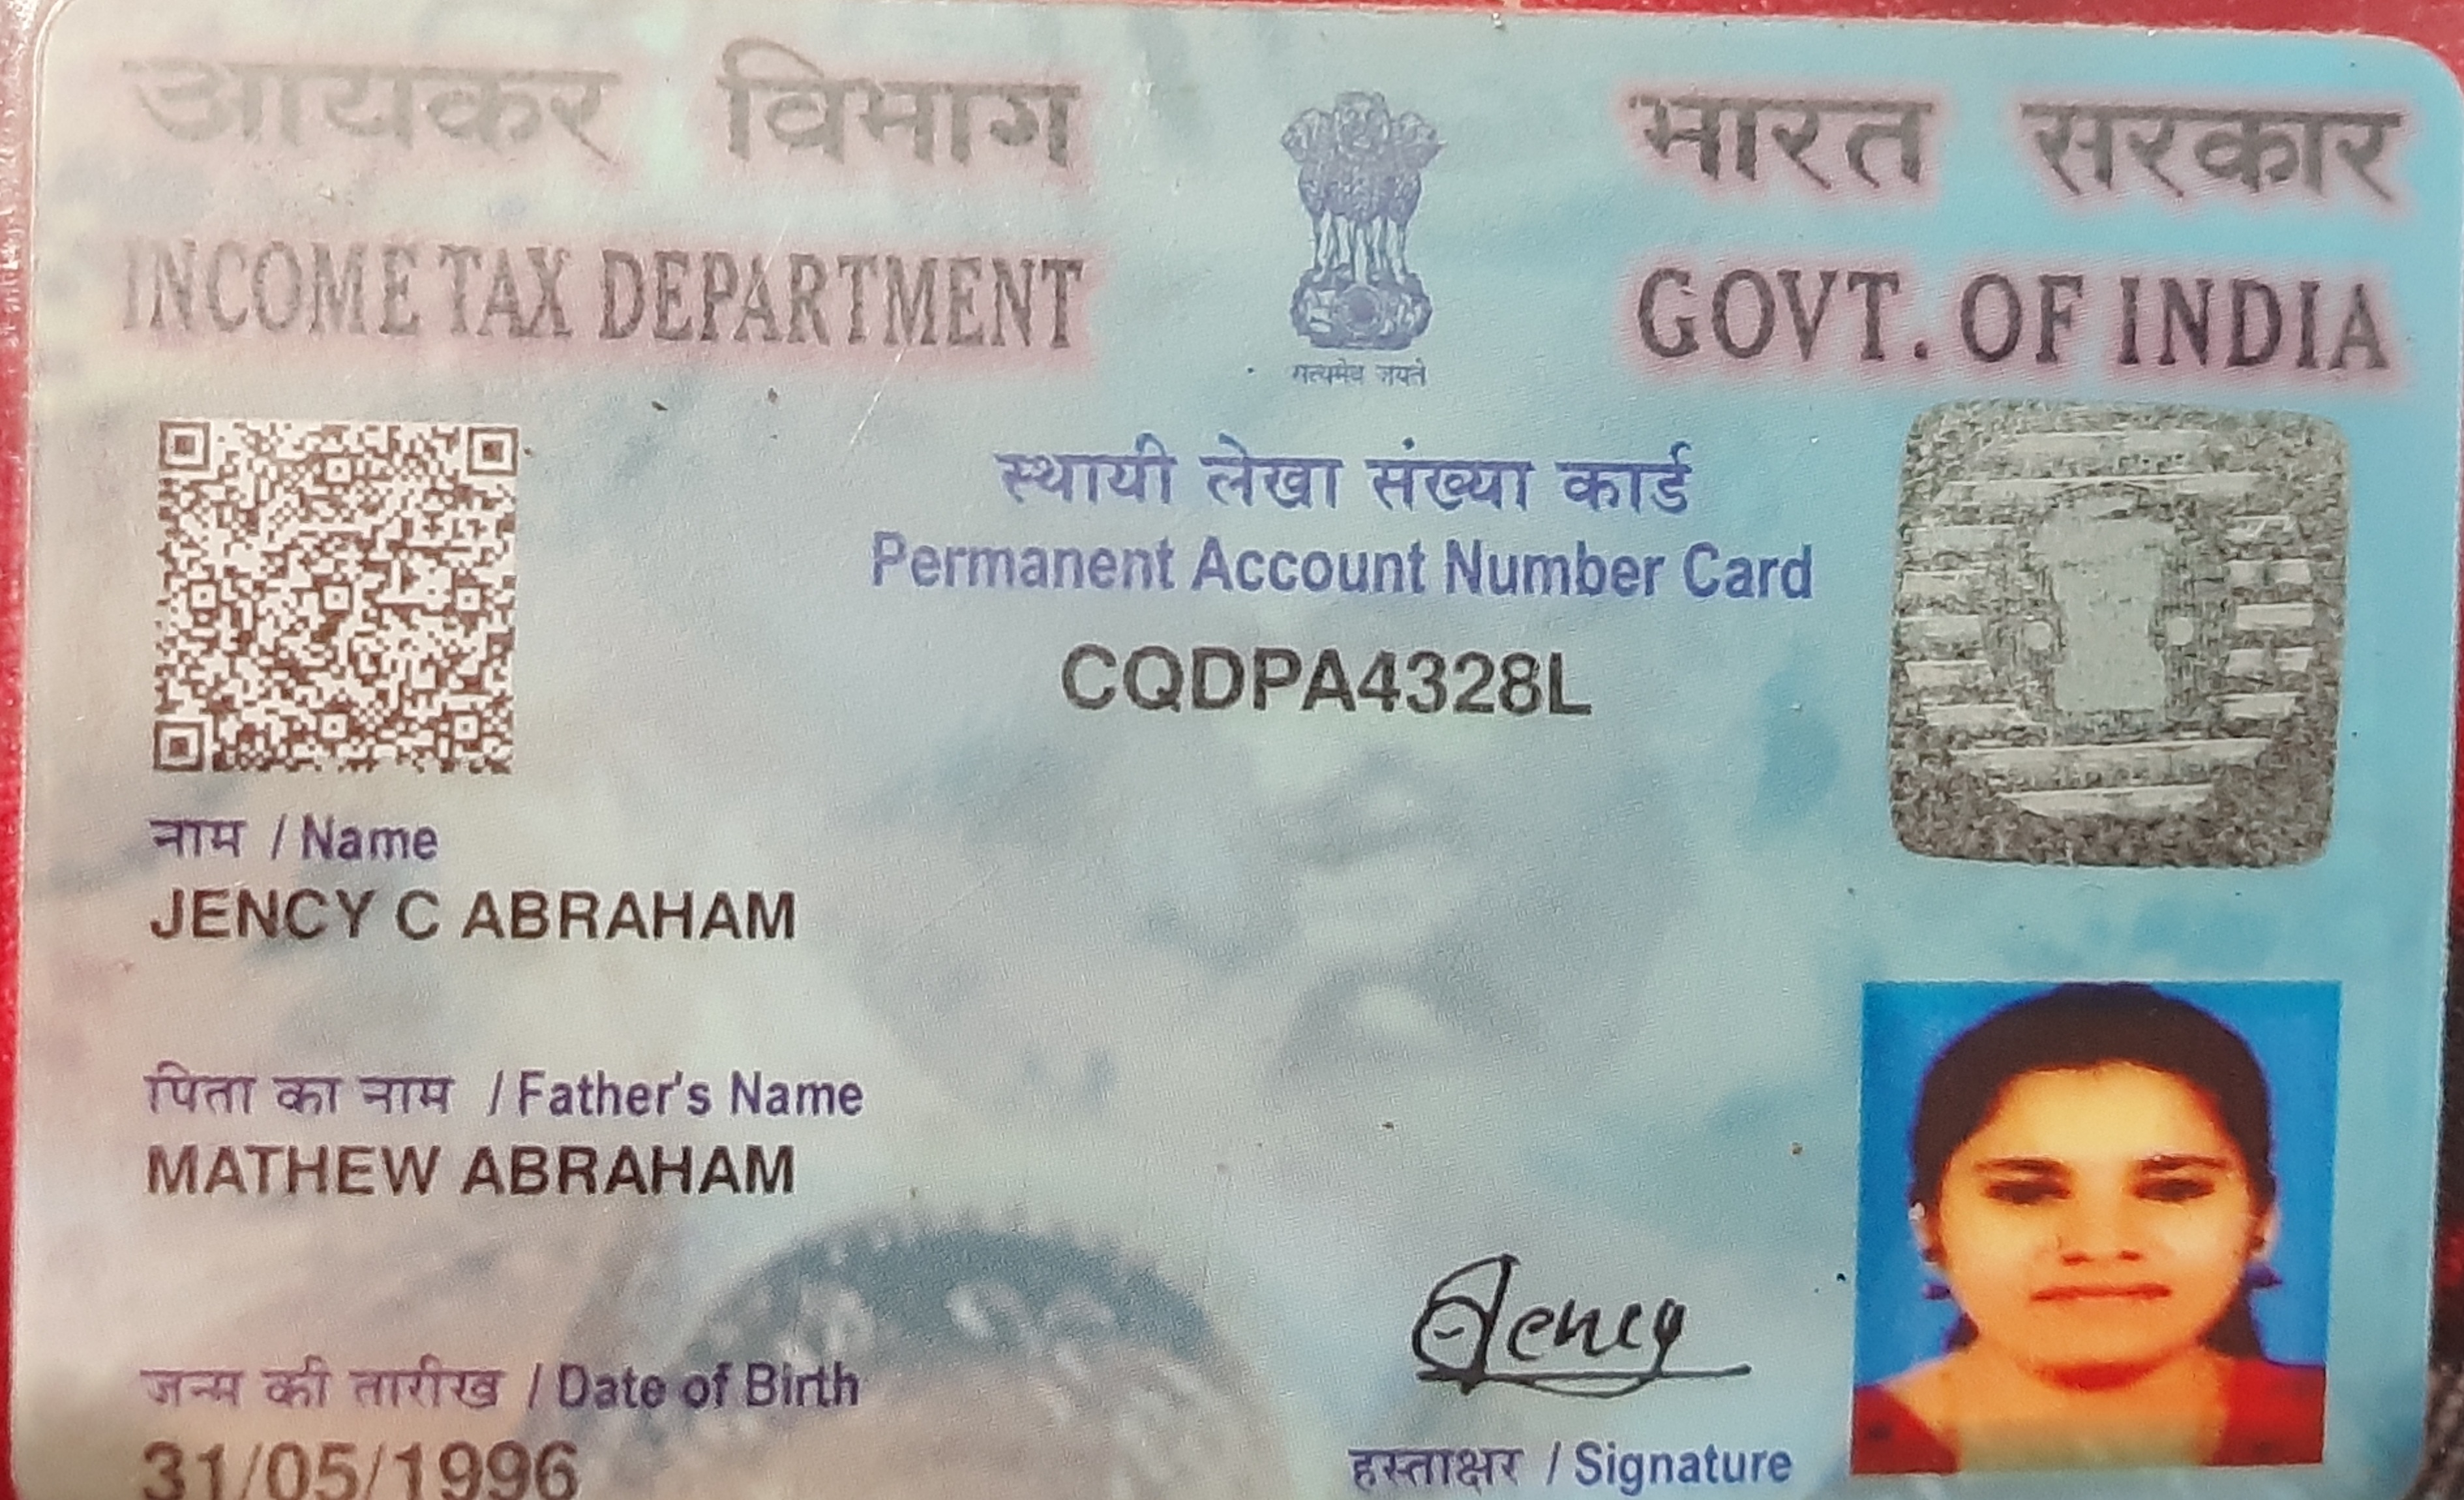 आयकर विभाग
INCOME TAX DEPARTMENT
सत्यमेव जयते
भारत सरकार
GOVT. OF INDIA
स्थायी लेखा संख्या कार्ड
Permanent Account Number Card
CQDPA4328L
नाम / Name
JENCY C ABRAHAM
पिता का नाम / Father's Name
MATHEW ABRAHAM
जन्म की तारीख / Date of Birth
31/05/1996
Jency
हस्ताक्षर / Signature